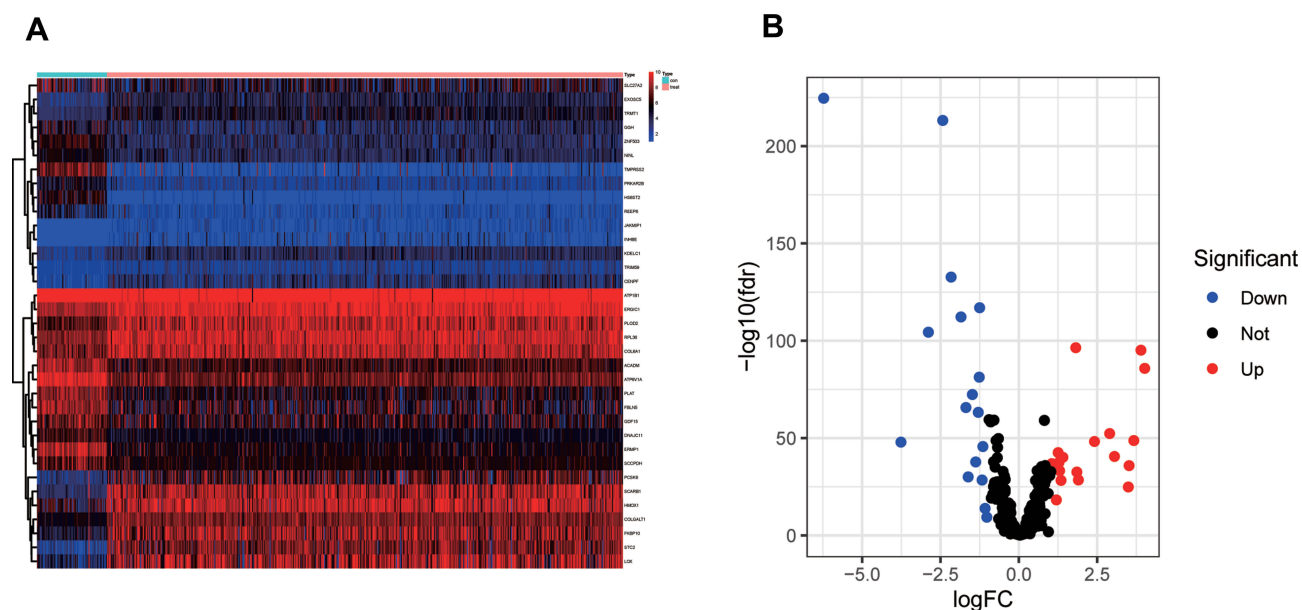 A
Type
SLC27A2
EXOSC5
TRMT1
GGH
ZNF503
NINL
TMPRSS2
PRKAR2B
HS6ST2
REEP6
JAKMIP1
INHBE
KDELC1
TRIM59
CENPF
ATP1B1
ERGIC1
PLOD2
RPL36
COL8A1
ACADM
ATP6V1A
PLAT
FBLN5
GDF15
DNAJC11
ERMP1
SCCPDH
PCSK6
SCARB1
HMOX1
COLGALT1
FKBP10
STC2
LOX
10
8
6
4
2
Type
con
treat
B
200
150
100
50
0
−log10(fdr)
−5.0
−2.5
0.0
2.5
logFC
Significant
Down
Not
Up